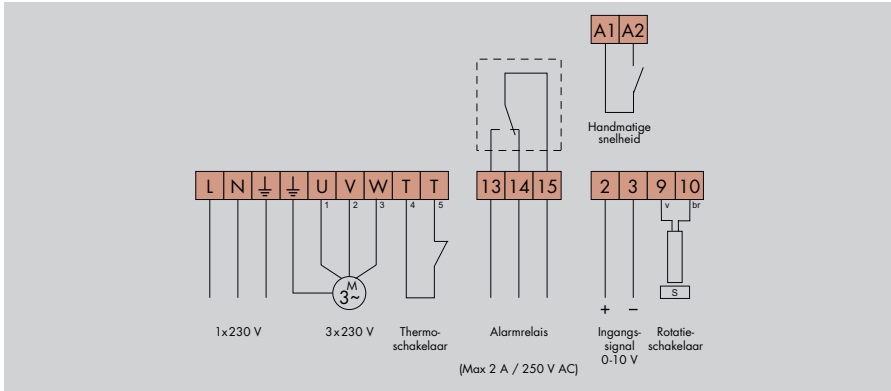 A1 A2
Handmatige
snelheid
L N U V W T T
1 2 3 4 5
13 14 15
2 3 9 10
v br
M
3~
S
+ −
1x230 V
3x230 V
Thermo-
schakelaar
Alarmrelais
(Max 2 A / 250 V AC)
Ingangs-
signal
0-10 V
Rotatie-
schakelaar